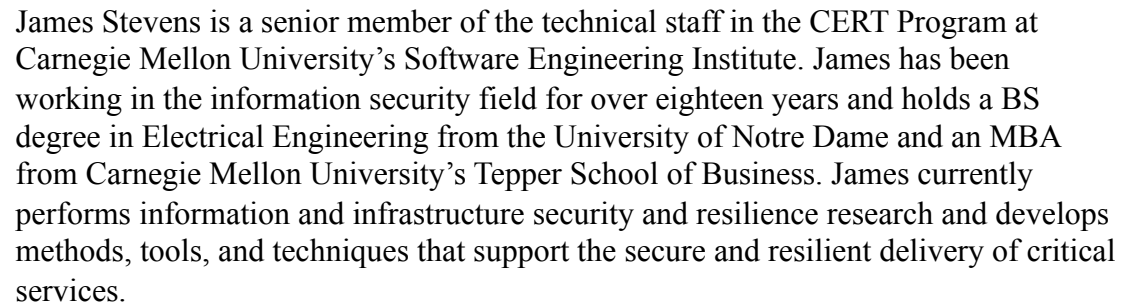 James Stevens is a senior member of the technical staff in the CERT Program at
Carnegie Mellon University’s Software Engineering Institute. James has been
working in the information security field for over eighteen years and holds a BS
degree in Electrical Engineering from the University of Notre Dame and an MBA
from Carnegie Mellon University’s Tepper School of Business. James currently
performs information and infrastructure security and resilience research and develops
methods, tools, and techniques that support the secure and resilient delivery of critical
services.